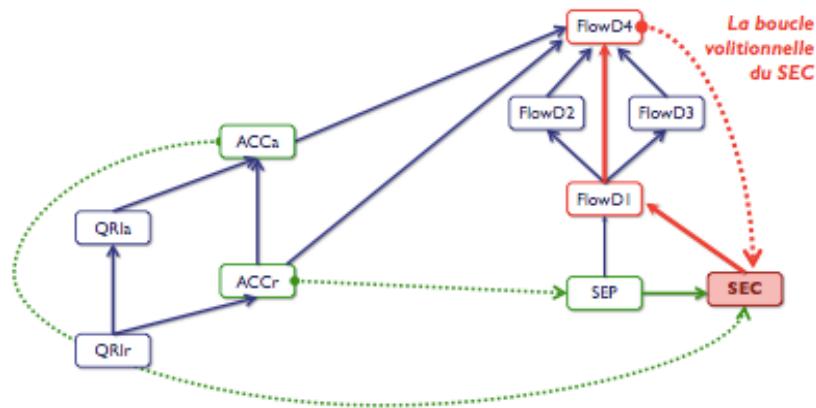 FlowD4
La boucle
volitionnelle
du SEC
FlowD2
FlowD3
ACCa
FlowD1
QRIa
ACCr
SEP
SEC
QRIr